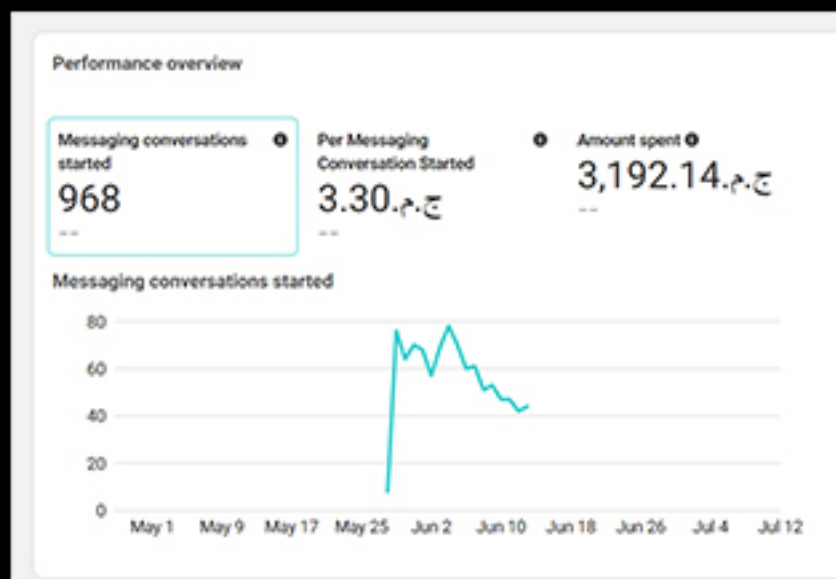 Performance overview
Messaging conversations started
968
--
Per Messaging Conversation Started
3.30.ج.م
--
Amount spent
3,192.14.ج.م
--
Messaging conversations started
80
60
40
20
0
May 1 May 9 May 17 May 25 Jun 2 Jun 10 Jun 18 Jun 26 Jul 4 Jul 12